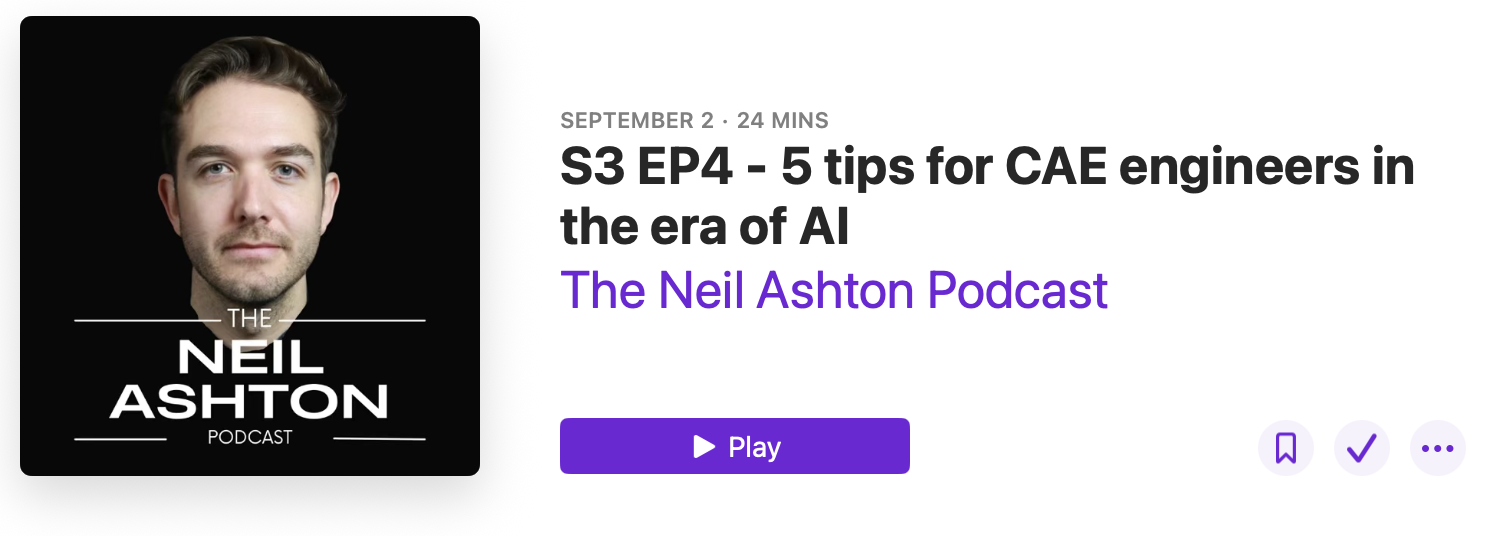 THE
NEIL
ASHTON
PODCAST
SEPTEMBER 2 · 24 MINS
S3 EP4 - 5 tips for CAE engineers in
the era of AI
The Neil Ashton Podcast
Play